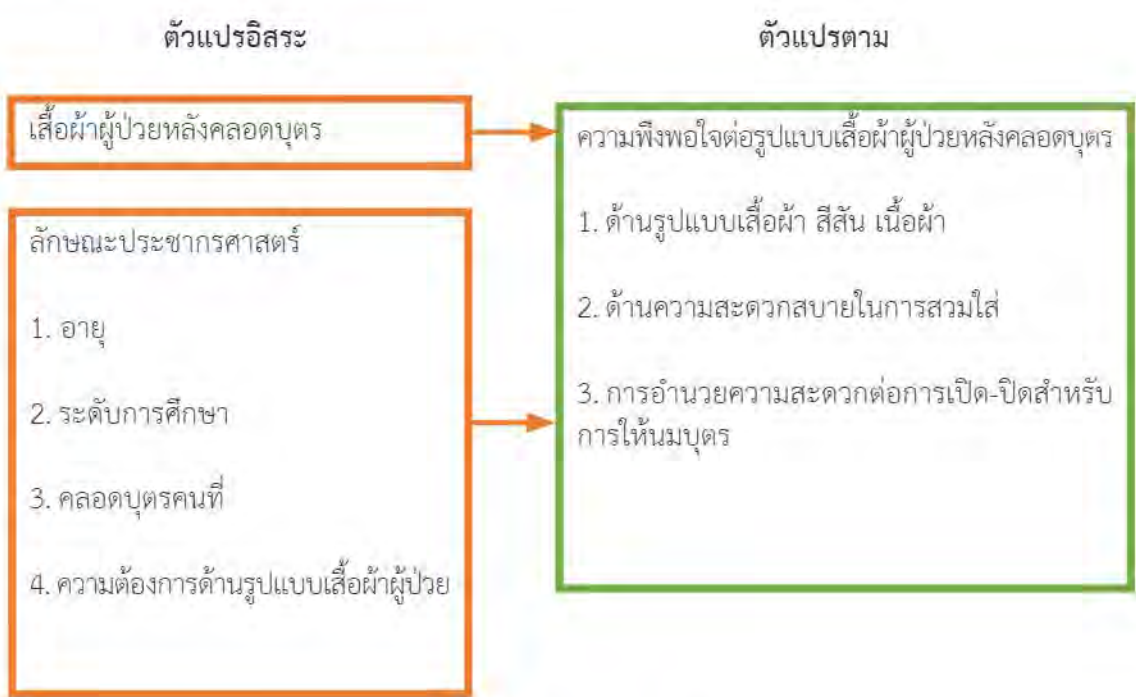 ตัวแปรอิสระ
ตัวแปรตาม
เสื้อผ้าผู้ป่วยหลังคลอดบุตร
ลักษณะประชากรศาสตร์
1. อายุ
2. ระดับการศึกษา
3. คลอดบุตรคนที่
4. ความต้องการด้านรูปแบบเสื้อผ้าผู้ป่วย
ความพึงพอใจต่อรูปแบบเสื้อผ้าผู้ป่วยหลังคลอดบุตร
1. ด้านรูปแบบเสื้อผ้า สีสัน เนื้อผ้า
2. ด้านความสะดวกสบายในการสวมใส่
3. การอำนวยความสะดวกต่อการเปิด-ปิดสำหรับ
การให้นมบุตร